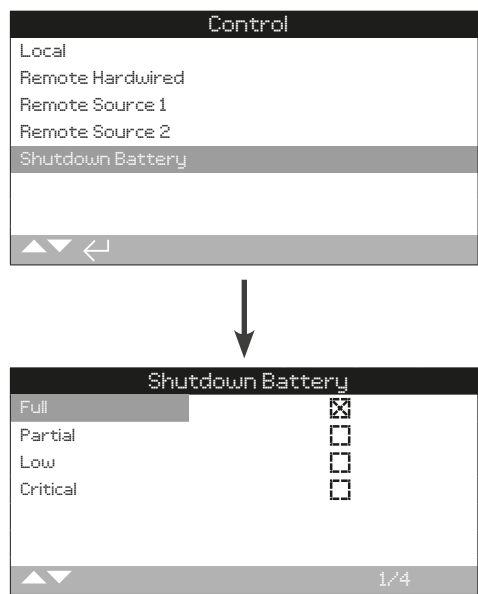 Control
Local
Remote Hardwired
Remote Source 1
Remote Source 2
Shutdown Battery
Shutdown Battery
Full
Partial
Low
Critical
1/4